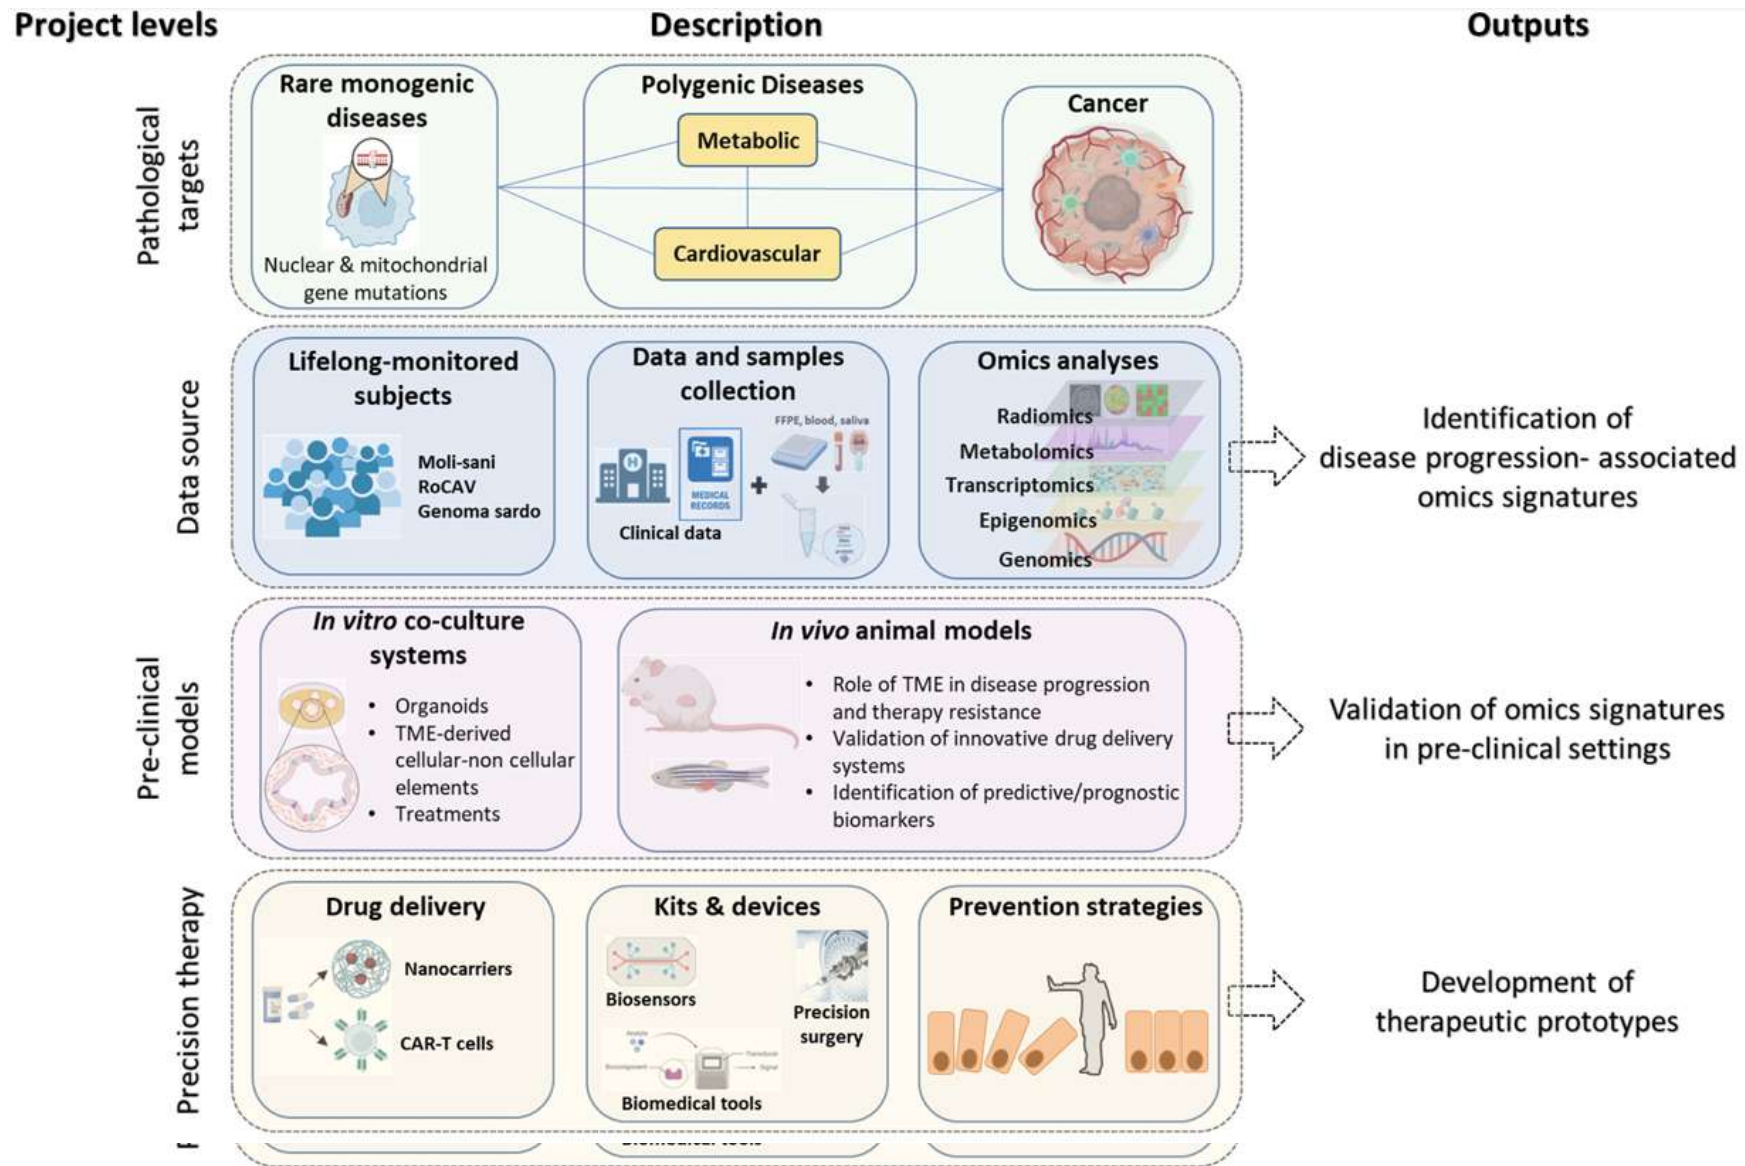 Project levels
Description
Outputs
Pathological
targets
Rare monogenic
diseases
Nuclear & mitochondrial
gene mutations
Polygenic Diseases
Metabolic
Cardiovascular
Cancer
Data source
Lifelong-monitored
subjects
Moli-sani
RoCAV
Genoma sardo
Data and samples
collection
FFPE, blood, saliva
H
MEDICAL
RECORDS
Clinical data
Omics analyses
Radiomics
Metabolomics
Transcriptomics
Epigenomics
Genomics
Identification of
disease progression- associated
omics signatures
Pre-clinical
models
In vitro co-culture
systems
• Organoids
• TME-derived
cellular-non cellular
elements
• Treatments
In vivo animal models
• Role of TME in disease progression
and therapy resistance
• Validation of innovative drug delivery
systems
• Identification of predictive/prognostic
biomarkers
Validation of omics signatures
in pre-clinical settings
Precision therapy
Drug delivery
Nanocarriers
CAR-T cells
Kits & devices
Biosensors
Precision
surgery
Analyte
Biocomponent
Transducer
Signal
Biomedical tools
Prevention strategies
Development of
therapeutic prototypes